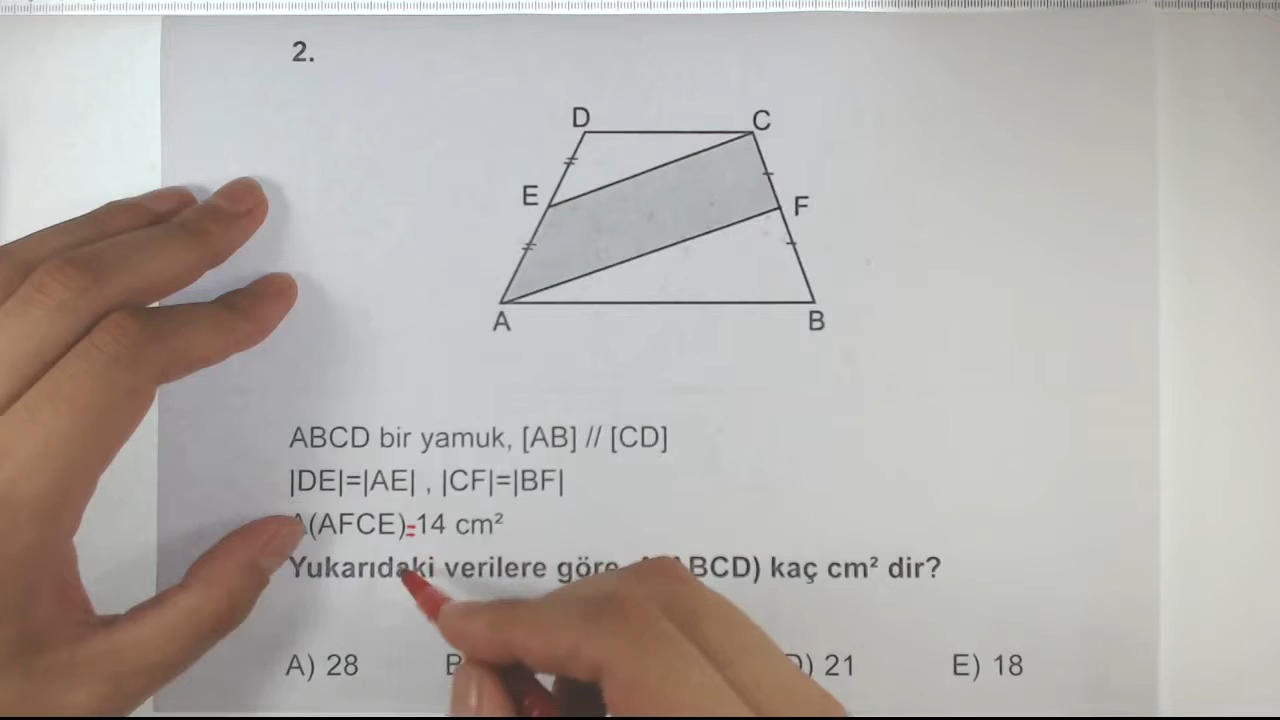 2.
D C
E F
A B
ABCD bir yamuk, [AB] // [CD]
|DE|=|AE| , |CF|=|BF|
A(AFCE)=14 cm²
Yukarıdaki verilere göre, kaç cm² dir?
A) 28 21 E) 18